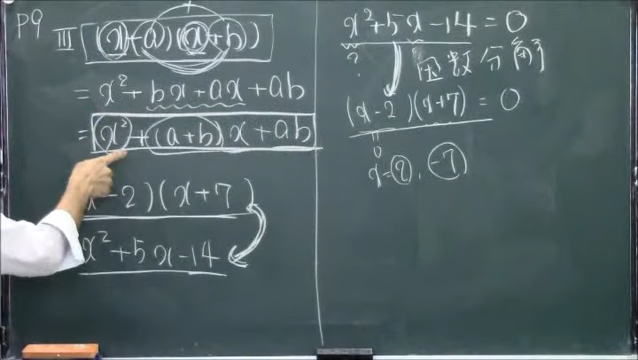 P9
III (x+a)(x+b)
= x²+bx+ax+ab
= x²+(a+b)x+ab
x-2)(x+7)
x²+5x-14
x²+5x-14=0
? 因数分解
(x-2)(x+7)=0
0
x=2, -7